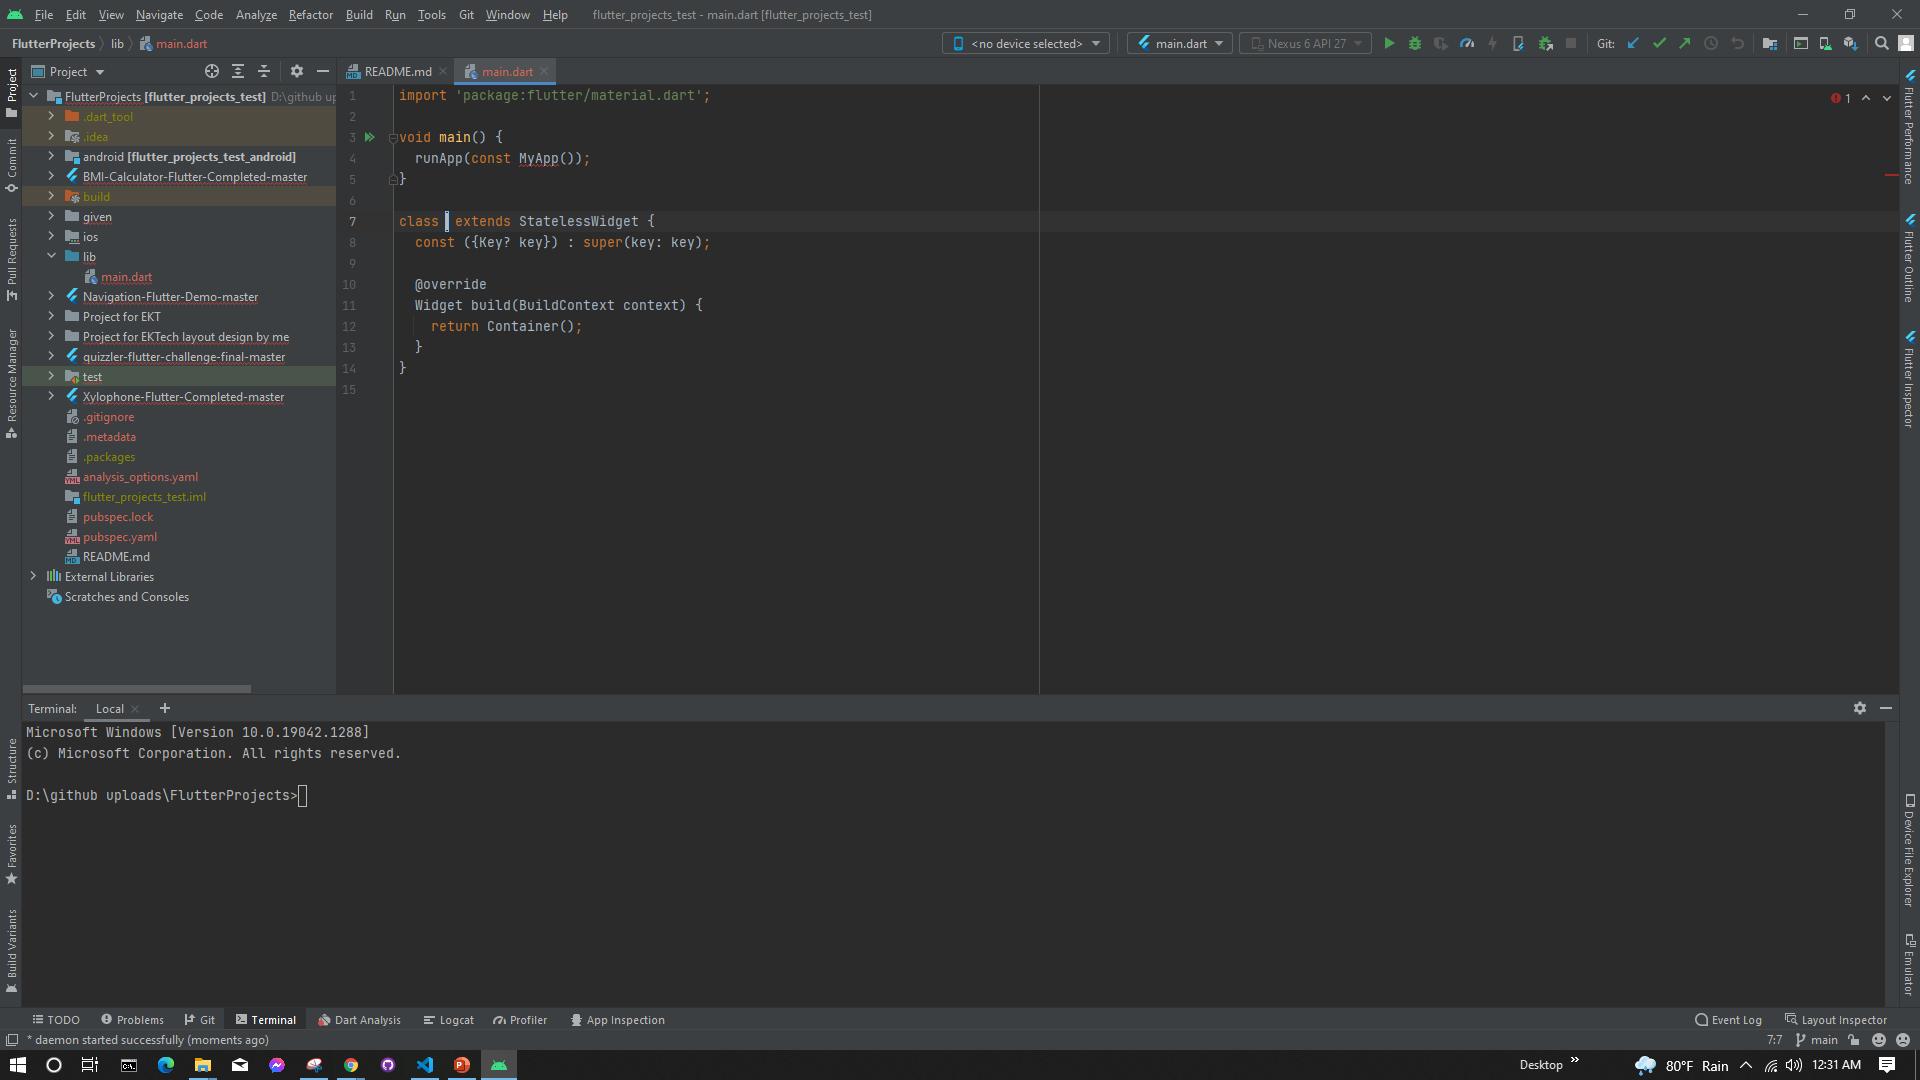 File Edit View Navigate Code Analyze Refactor Build Run Tools Git Window Help flutter_projects_test - main.dart [flutter_projects_test]
FlutterProjects lib main.dart <no device selected> main.dart Nexus 6 API 27 Git:
Project README.md main.dart
FlutterProjects [flutter_projects_test] D:\github up
.dart_tool
.idea
android [flutter_projects_test_android]
BMI-Calculator-Flutter-Completed-master
build
given
ios
lib
main.dart
Navigation-Flutter-Demo-master
Project for EKT
Project for EKTech layout design by me
quizzler-flutter-challenge-final-master
test
Xylophone-Flutter-Completed-master
.gitignore
.metadata
.packages
analysis_options.yaml
flutter_projects_test.iml
pubspec.lock
pubspec.yaml
README.md
External Libraries
Scratches and Consoles
1 import 'package:flutter/material.dart';
2
3 void main() {
4 runApp(const MyApp());
5 }
6
7 class extends StatelessWidget {
8 const ({Key? key}) : super(key: key);
9
10 @override
11 Widget build(BuildContext context) {
12 return Container();
13 }
14 }
15
1
Project
Commit
Pull Requests
Resource Manager
Structure
Favorites
Build Variants
Flutter Performance
Flutter Outline
Flutter Inspector
Device File Explorer
Emulator
Terminal: Local
Microsoft Windows [Version 10.0.19042.1288]
(c) Microsoft Corporation. All rights reserved.
D:\github uploads\FlutterProjects>
TODO Problems Git Terminal Dart Analysis Logcat Profiler App Inspection Event Log Layout Inspector
* daemon started successfully (moments ago) 7:7 main
Desktop 80°F Rain 12:31 AM